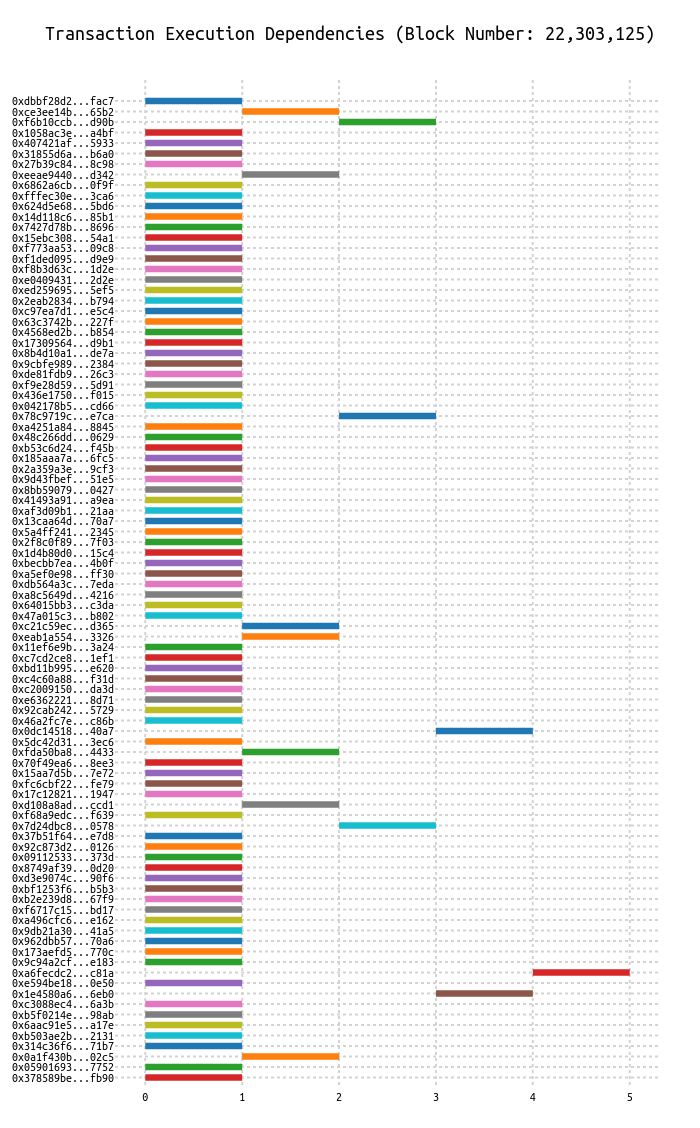 Transaction Execution Dependencies (Block Number: 22,303,125)
0xdbbf28d2...fac7
0xce3ee14b...65b2
0xf6b10ccb...d90b
0x1058ac3e...a4bf
0x407421af...5933
0x31855d6a...b6a0
0x27b39c84...8c98
0xeeae9440...d342
0x6862a6cb...0f9f
0xfffec30e...3ca6
0x624d5e68...5bd6
0x14d118c6...85b1
0x7427d78b...8696
0x15ebc308...54a1
0xf773aa53...09c8
0xf1ded095...d9e9
0xf8b3d63c...1d2e
0xe0409431...2d2e
0xed259695...5ef5
0x2eab2834...b794
0xc97ea7d1...e5c4
0x63c3742b...227f
0x4568ed2b...b854
0x17309564...d9b1
0x8b4d10a1...de7a
0x9cbfe989...2384
0xde81fdb9...26c3
0xf9e28d59...5d91
0x436e1750...f015
0x042178b5...cd66
0x78c9719c...e7ca
0xa4251a84...8845
0x48c266dd...0629
0xb53c6d24...f45b
0x185aaa7a...6fc5
0x2a359a3e...9cf3
0x9d43fbef...51e5
0x8bb59079...0427
0x41493a91...a9ea
0xaf3d09b1...21aa
0x13caa64d...70a7
0x5a4ff241...2345
0x2f8c0f89...7f03
0x1d4b80d0...15c4
0xbecbb7ea...4b0f
0xa5ef0e98...ff30
0xdb564a3c...7eda
0xa8c5649d...4216
0x64015bb3...c3da
0x47a015c3...b802
0xc21c59ec...d365
0xeab1a554...3326
0x11ef6e9b...3a24
0xc7cd2ce8...1ef1
0xbd11b995...e620
0xc4c60a88...f31d
0xc2009150...da3d
0xe6362221...8d71
0x92cab242...5729
0x46a2fc7e...c86b
0x0dc14518...40a7
0x5dc42d31...3ec6
0xfda50ba8...4433
0x70f49ea6...8ee3
0x15aa7d5b...7e72
0xfc6cbf22...fe79
0x17c12821...1947
0xd108a8ad...ccd1
0xf68a9edc...f639
0x7d24dbc8...0578
0x37b51f64...e7d8
0x92c873d2...0126
0x09112533...373d
0x8749af39...0d20
0xd3e9074c...90f6
0xbf1253f6...b5b3
0xb2e239d8...67f9
0xf6717c15...bd17
0xa496cfc6...e162
0x9db21a30...41a5
0x962dbb57...70a6
0x173aefd5...770c
0x9c94a2cf...e183
0xa6fecdc2...c81a
0xe594be18...0e50
0x1e4580a6...6eb0
0xc3088ec4...6a3b
0xb5f0214e...98ab
0x6aac91e5...a17e
0xb503ae2b...2131
0x314c36f6...71b7
0x0a1f430b...02c5
0x05901693...7752
0x378589be...fb90
0 1 2 3 4 5